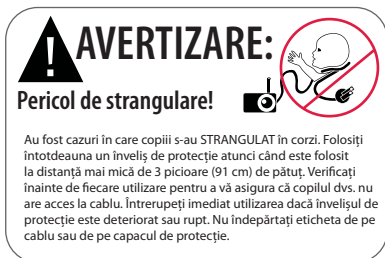 AVERTIZARE:
Pericol de strangulare!
Au fost cazuri în care copiii s-au STRANGULAT în corzi. Folosiți
întotdeauna un înveliș de protecție atunci când este folosit
la distanță mai mică de 3 picioare (91 cm) de pătuț. Verificați
înainte de fiecare utilizare pentru a vă asigura că copilul dvs. nu
are acces la cablu. Întrerupeți imediat utilizarea dacă învelișul de
protecție este deteriorat sau rupt. Nu îndepărtați eticheta de pe
cablu sau de pe capacul de protecție.